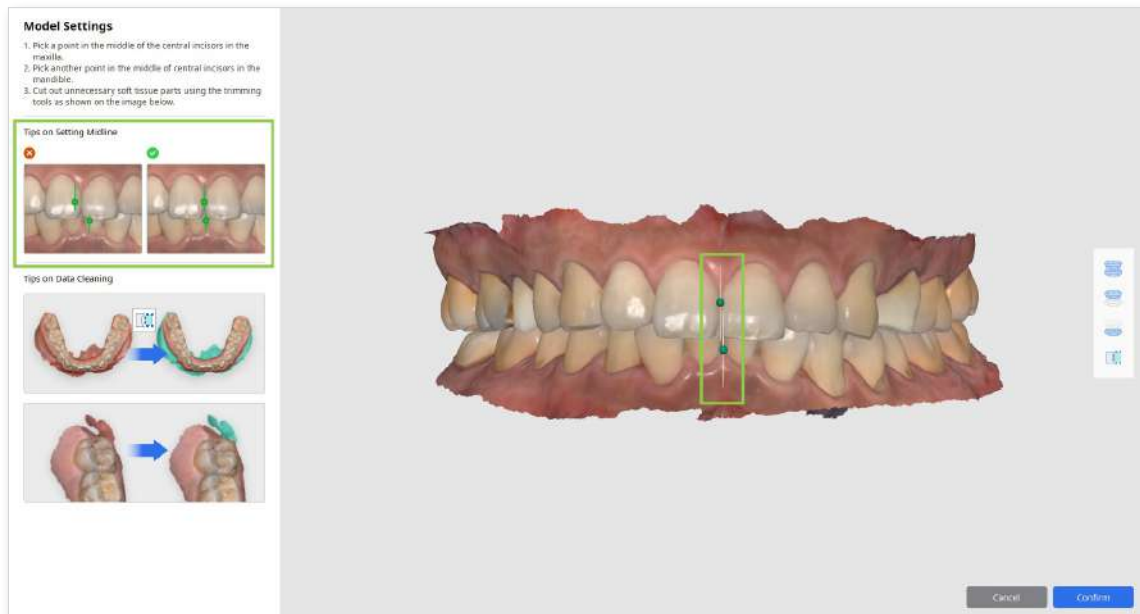 Model Settings
1. Pick a point in the middle of the central incisors in the
maxilla.
2. Pick another point in the middle of central incisors in the
mandible.
3. Cut out unnecessary soft tissue parts using the trimming
tools as shown on the image below.
Tips on Setting Midline
Tips on Data Cleaning
Cancel
Confirm